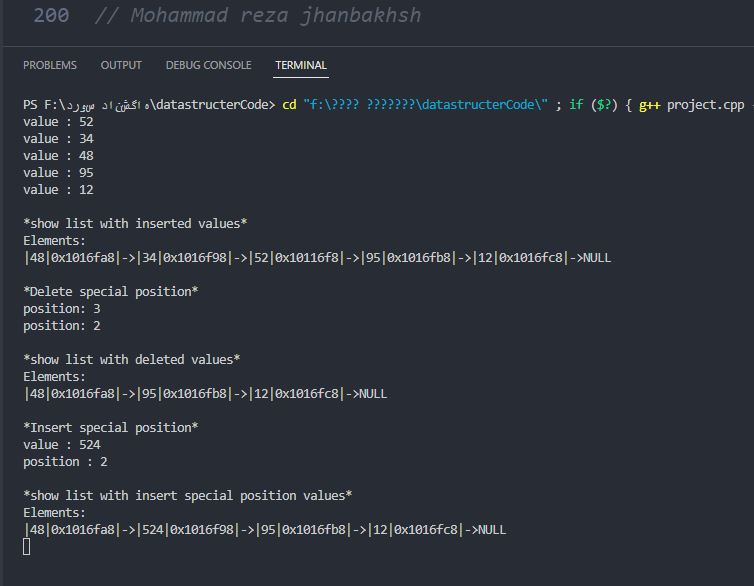 200 // Mohammad reza jhanbakhsh
PROBLEMS OUTPUT DEBUG CONSOLE TERMINAL
PS F:\دروس دانشگاه\datastructerCode> cd "f:\???? ???????\datastructerCode\" ; if ($?) { g++ project.cpp -
value : 52
value : 34
value : 48
value : 95
value : 12
*show list with inserted values*
Elements:
|48|0x1016fa8|->|34|0x1016f98|->|52|0x10116f8|->|95|0x1016fb8|->|12|0x1016fc8|->NULL
*Delete special position*
position: 3
position: 2
*show list with deleted values*
Elements:
|48|0x1016fa8|->|95|0x1016fb8|->|12|0x1016fc8|->NULL
*Insert special position*
value : 524
position : 2
*show list with insert special position values*
Elements:
|48|0x1016fa8|->|524|0x1016f98|->|95|0x1016fb8|->|12|0x1016fc8|->NULL